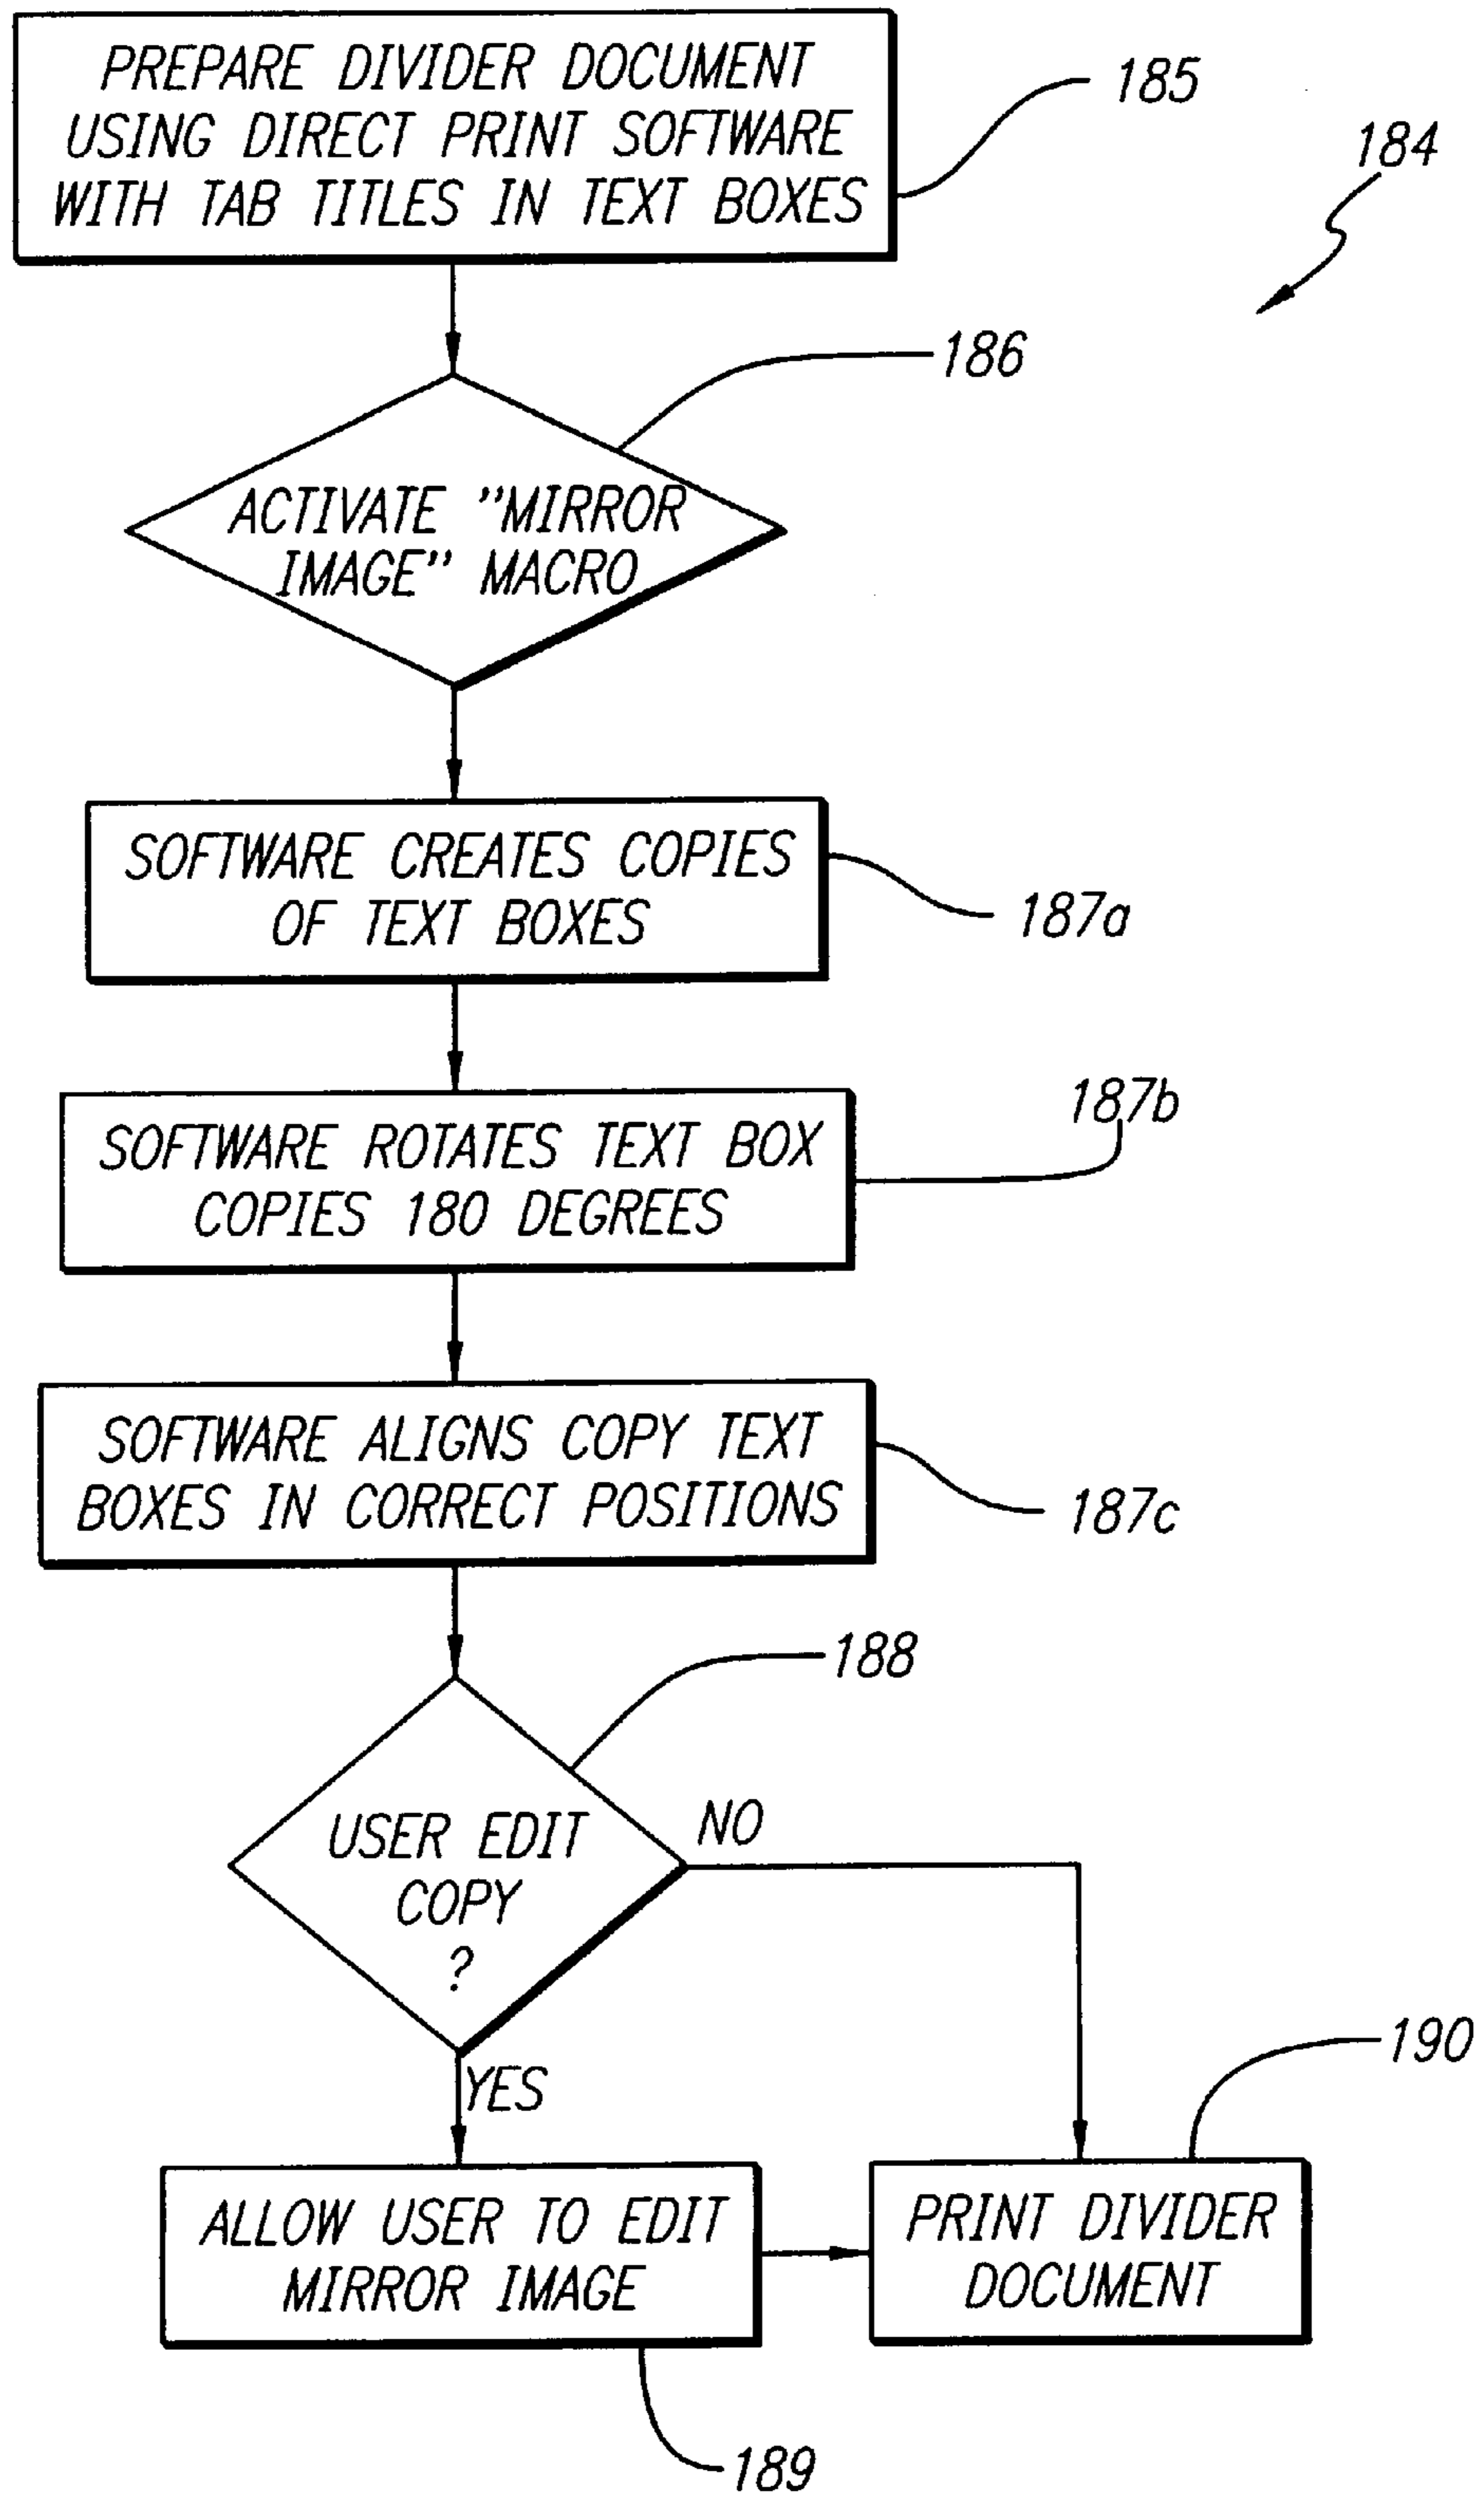 PREPARE DIVIDER DOCUMENT
USING DIRECT PRINT SOFTWARE
WITH TAB TITLES IN TEXT BOXES
185
184
186
ACTIVATE "MIRROR
IMAGE" MACRO
SOFTWARE CREATES COPIES
OF TEXT BOXES
187a
187b
SOFTWARE ROTATES TEXT BOX
COPIES 180 DEGREES
SOFTWARE ALIGNS COPY TEXT
BOXES IN CORRECT POSITIONS
187c
188
USER EDIT
COPY
?
NO
YES
190
ALLOW USER TO EDIT
MIRROR IMAGE
PRINT DIVIDER
DOCUMENT
189